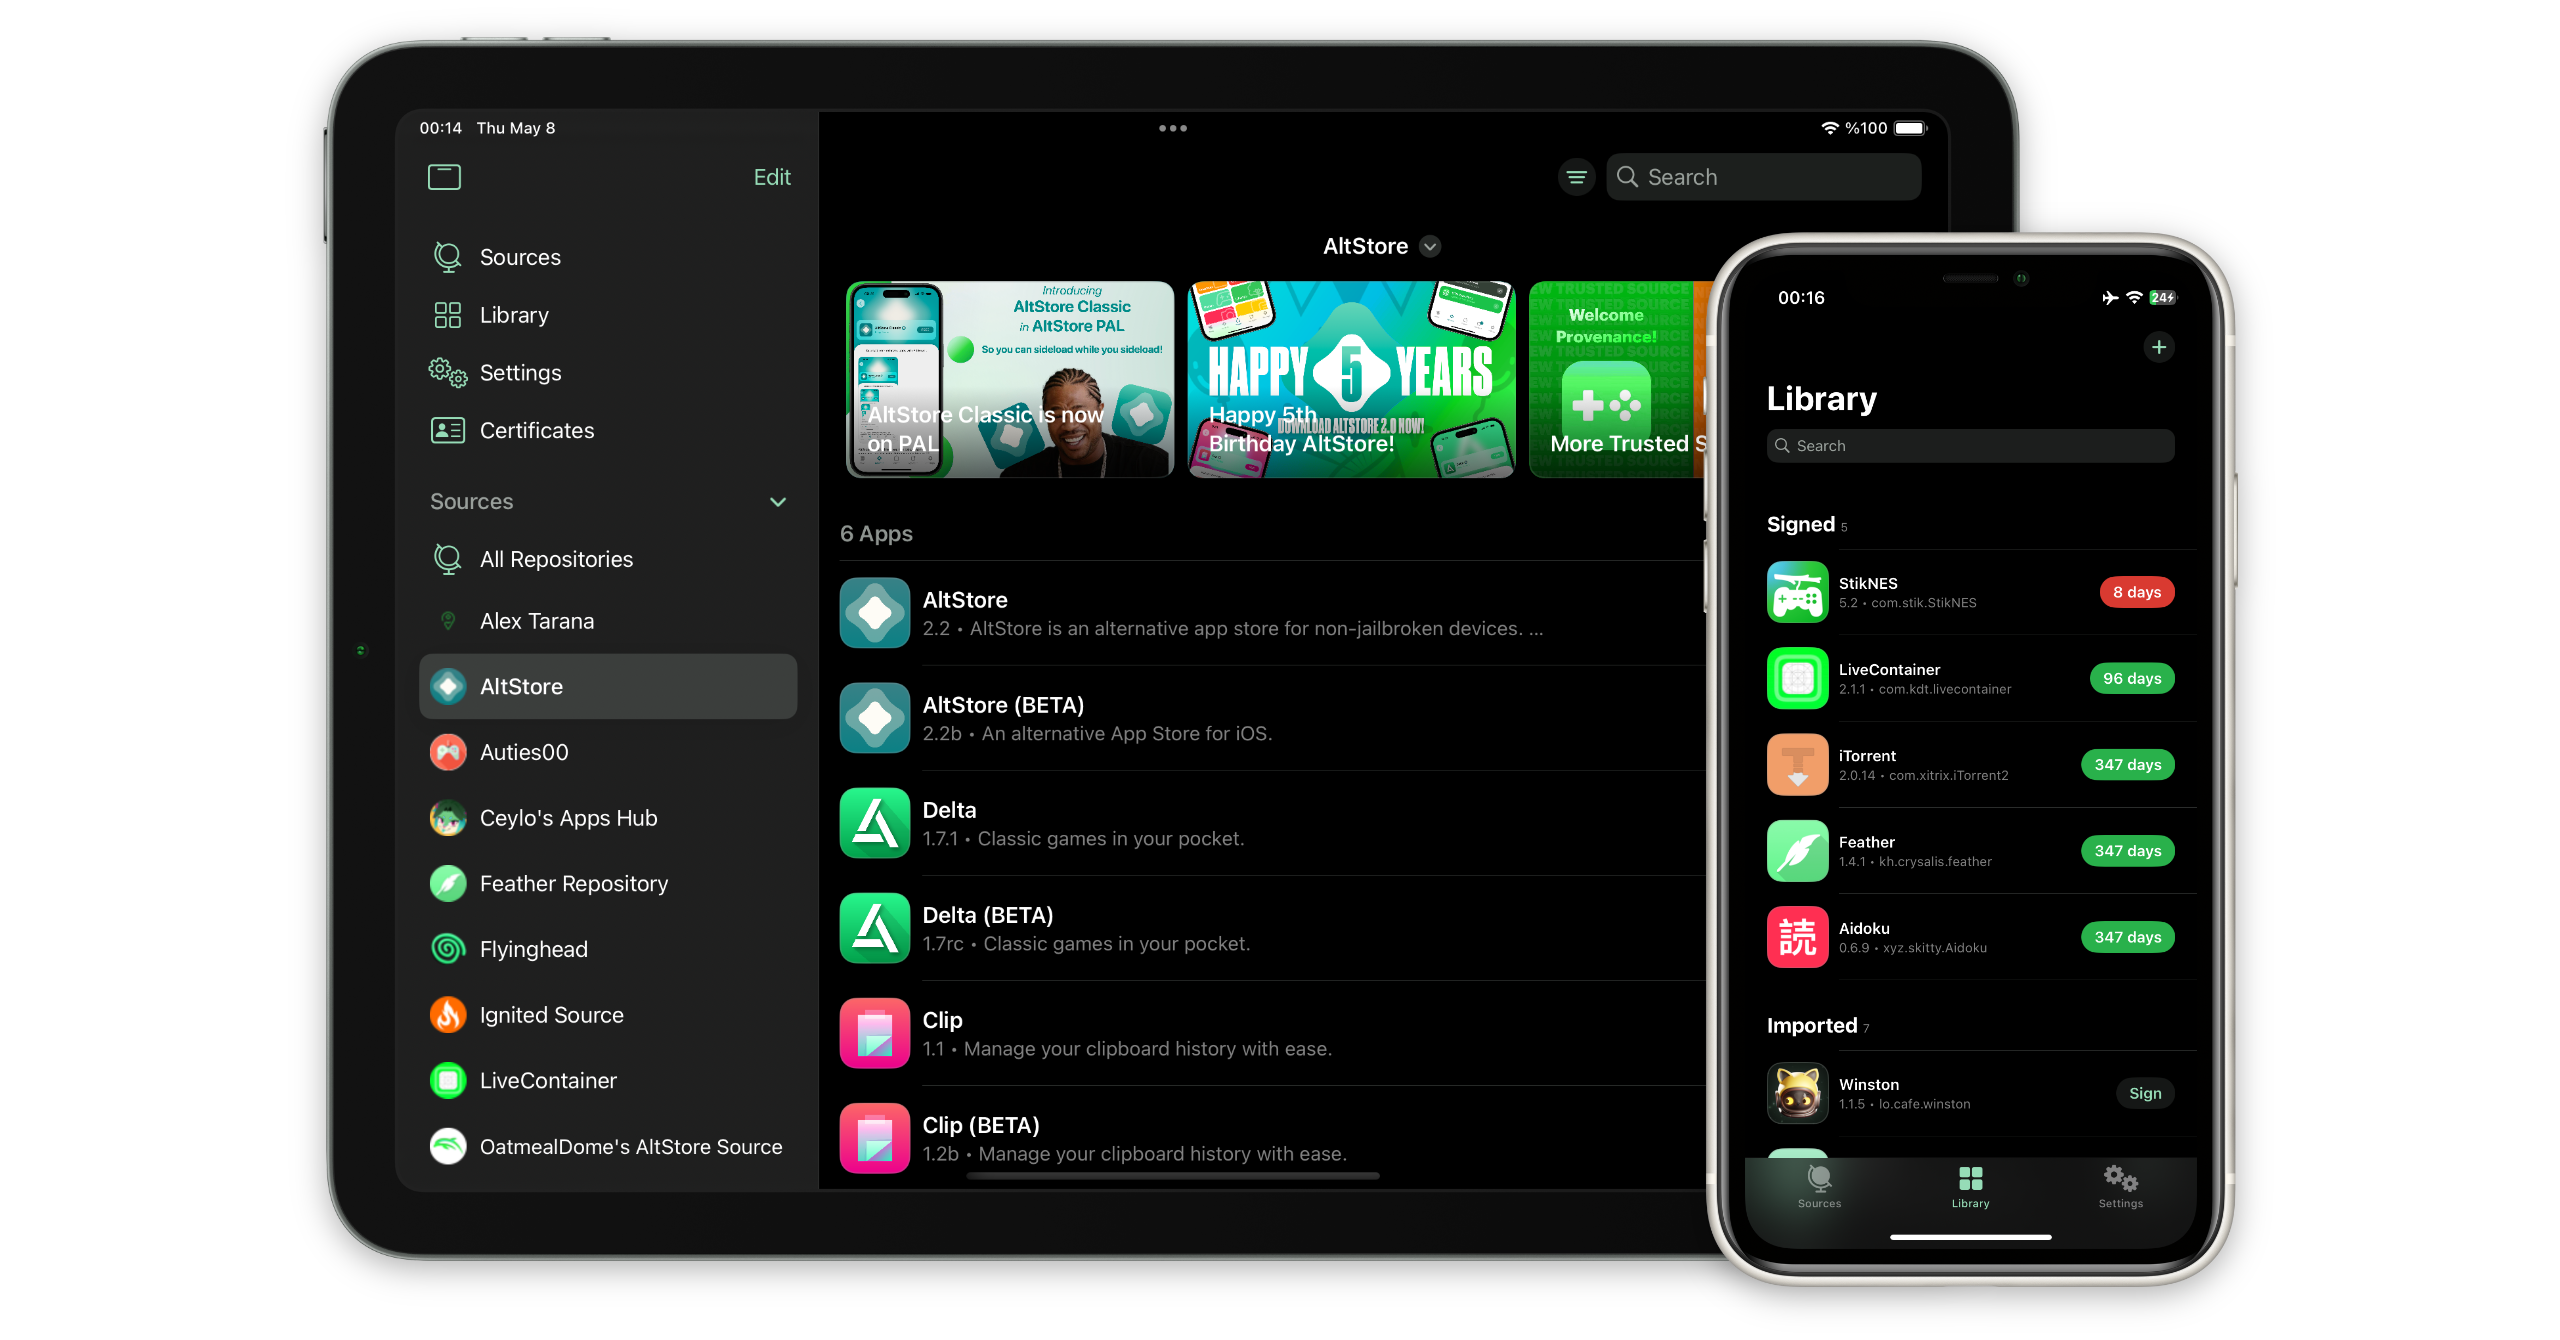 00:14 Thu May 8
%100
Edit
Search
Sources
Library
Settings
Certificates
Sources
All Repositories
Alex Tarana
AltStore
Auties00
Ceylo's Apps Hub
Feather Repository
Flyinghead
Ignited Source
LiveContainer
OatmealDome's AltStore Source
AltStore
Introducing
AltStore Classic
in AltStore PAL
So you can sideload while you sideload!
AltStore Classic is now
on PAL
HAPPY 5 YEARS
DOWNLOAD ALTSTORE 2.0 NOW!
Happy 5th
Birthday AltStore!
EW TRUSTED SOURCE
Welcome
Provenance!
More Trusted S
6 Apps
AltStore
2.2 • AltStore is an alternative app store for non-jailbroken devices. ...
AltStore (BETA)
2.2b • An alternative App Store for iOS.
Delta
1.7.1 • Classic games in your pocket.
Delta (BETA)
1.7rc • Classic games in your pocket.
Clip
1.1 • Manage your clipboard history with ease.
Clip (BETA)
1.2b • Manage your clipboard history with ease.
00:16
24
Library
Search
Signed 5
StikNES
5.2 • com.stik.StikNES
8 days
LiveContainer
2.1.1 • com.kdt.livecontainer
96 days
iTorrent
2.0.14 • com.xitrix.iTorrent2
347 days
Feather
1.4.1 • kh.crysalis.feather
347 days
読
Aidoku
0.6.9 • xyz.skitty.Aidoku
347 days
Imported 7
Winston
1.1.5 • lo.cafe.winston
Sign
Sources
Library
Settings